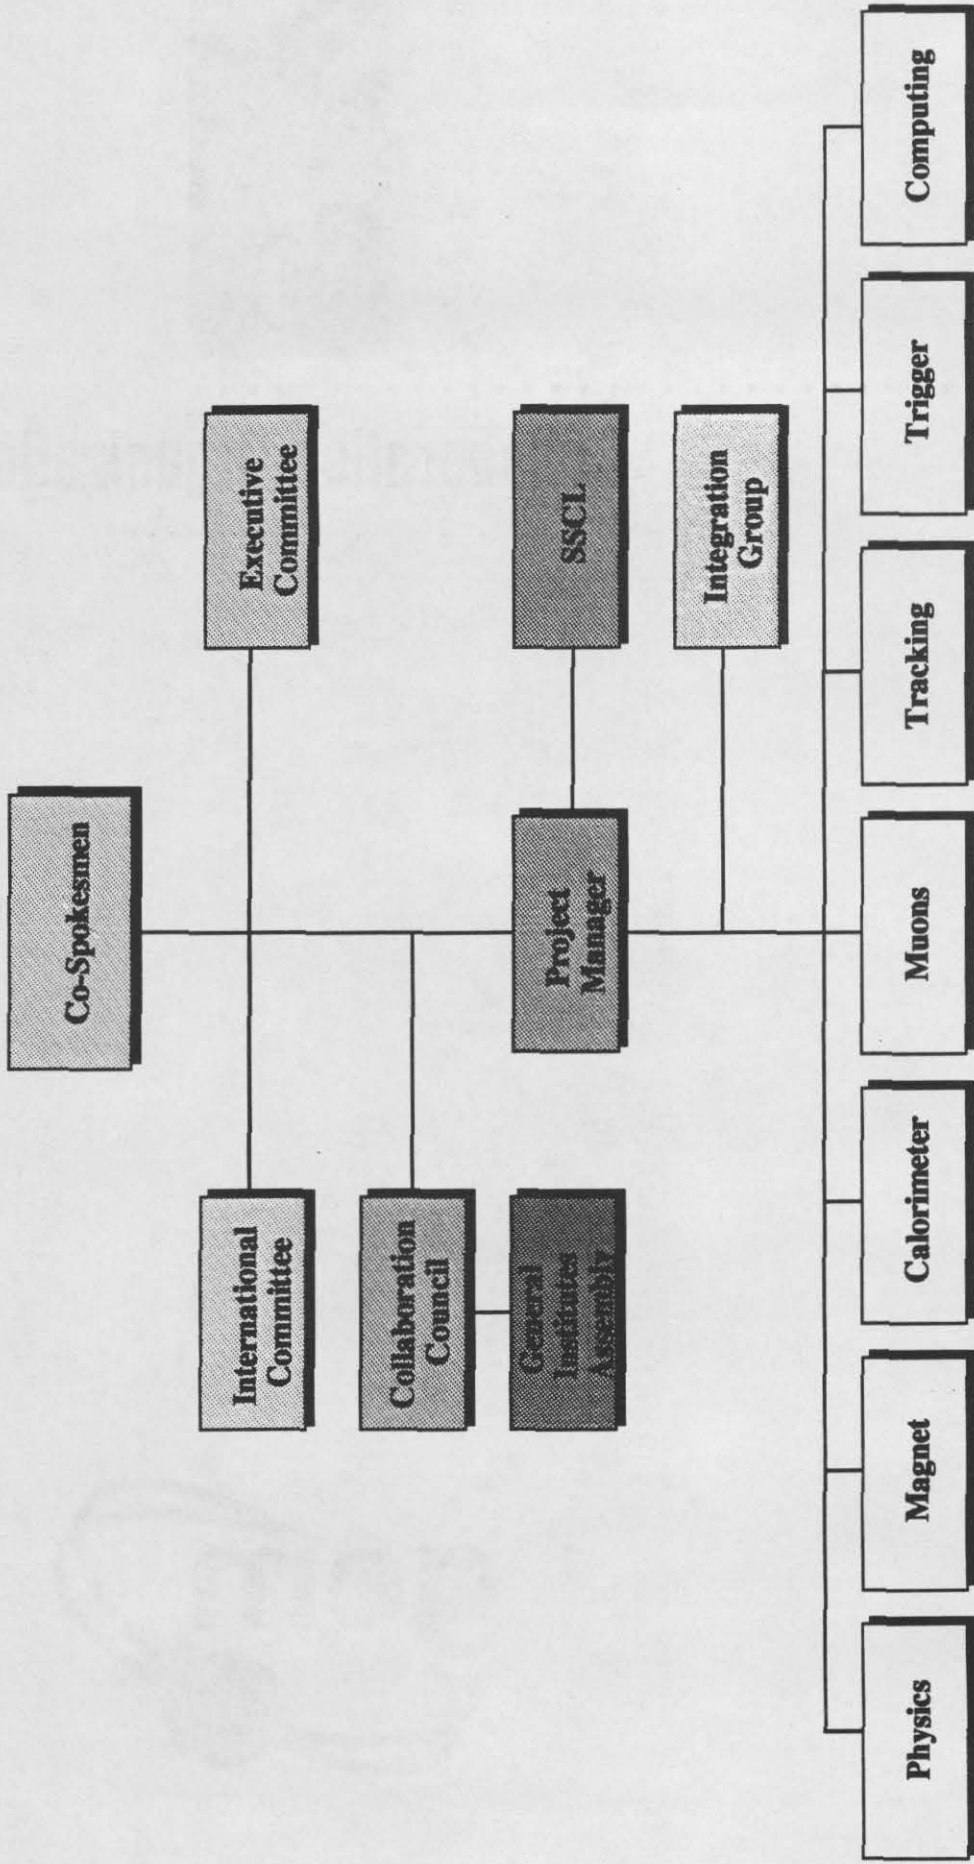 Co-Spokesmen
International
Committee
Executive
Committee
Collaboration
Council
General
Institutes
Assembly
Project
Manager
SSCL
Integration
Group
Physics
Magnet
Calorimeter
Muons
Tracking
Trigger
Computing